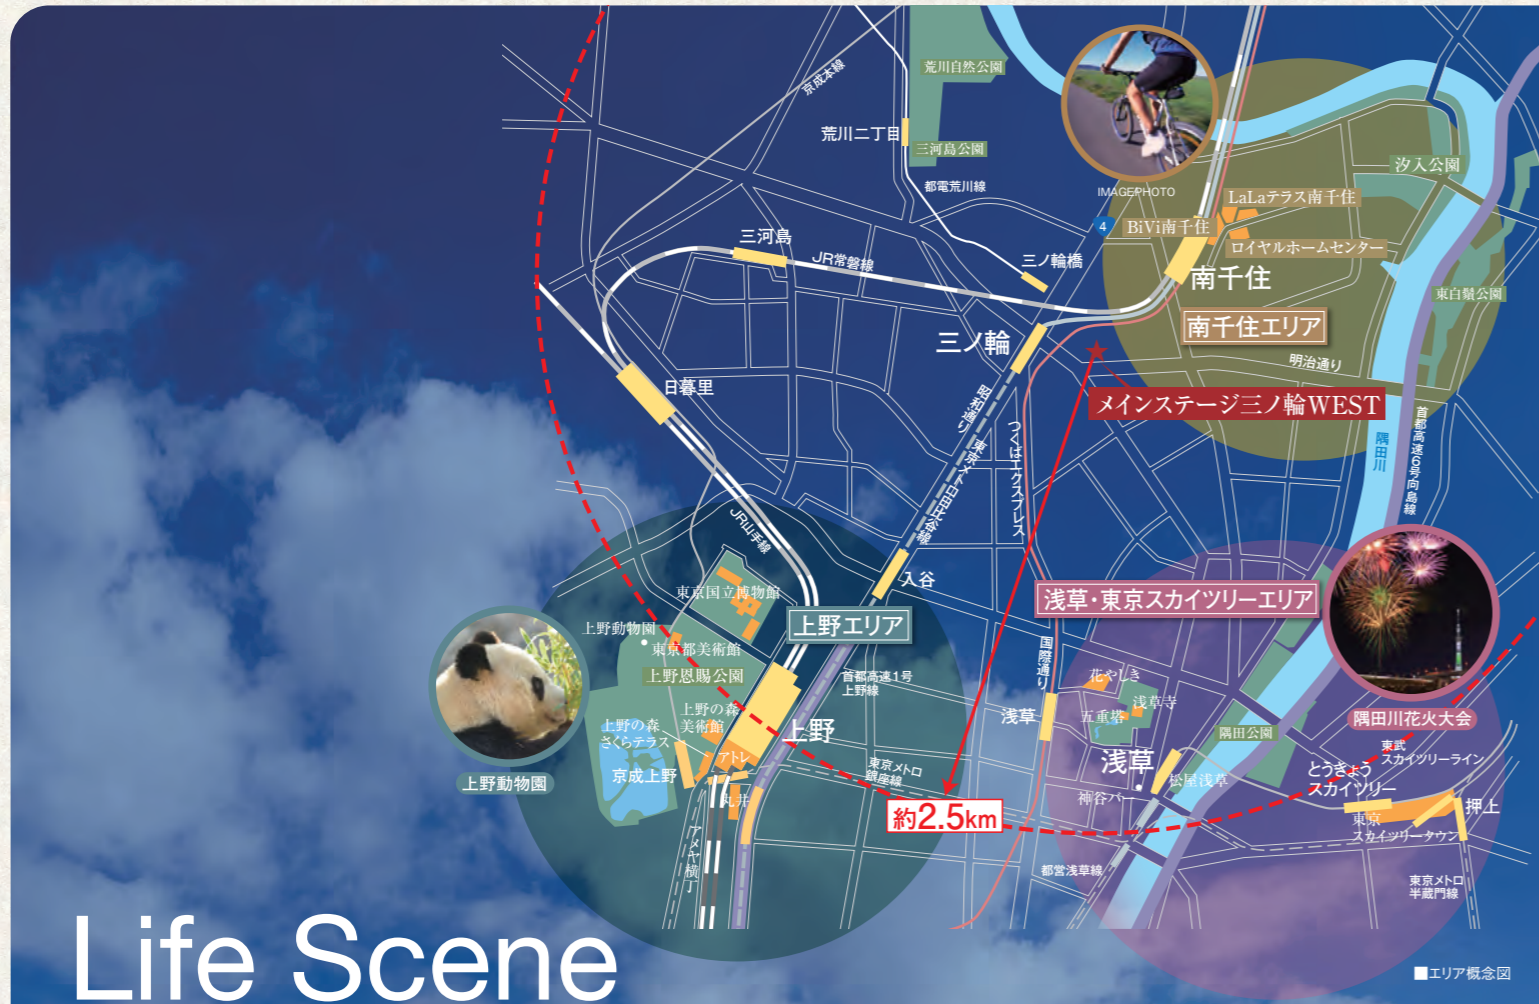 京成本線
荒川自然公園
荒川二丁目
三河島公園
都電荒川線
IMAGEPHOTO
汐入公園
LaLaテラス南千住
4
BiVi南千住
ロイヤルホームセンター
三河島
JR常磐線
三ノ輪橋
南千住
東白鬚公園
南千住エリア
三ノ輪
明治通り
日暮里
メインステージ三ノ輪WEST
昭和通り
東京メトロ日比谷線
つくばエクスプレス
隅田川
首都高速6号向島線
JR山手線
入谷
東京国立博物館
浅草・東京スカイツリーエリア
上野動物園
東京都美術館
上野エリア
上野恩賜公園
首都高速1号
上野線
国際通り
花やしき
浅草寺
五重塔
上野の森
美術館
上野の森
さくらテラス
上野
浅草
隅田川花火大会
隅田公園
東武
スカイツリーライン
京成上野
アトレ
東京メトロ
銀座線
浅草
松屋浅草
とうきょう
スカイツリー
上野動物園
丸井
神谷バー
約2.5km
東京
スカイツリータウン
押上
アメヤ横丁
都営浅草線
東京メトロ
半蔵門線
Life Scene
■エリア概念図